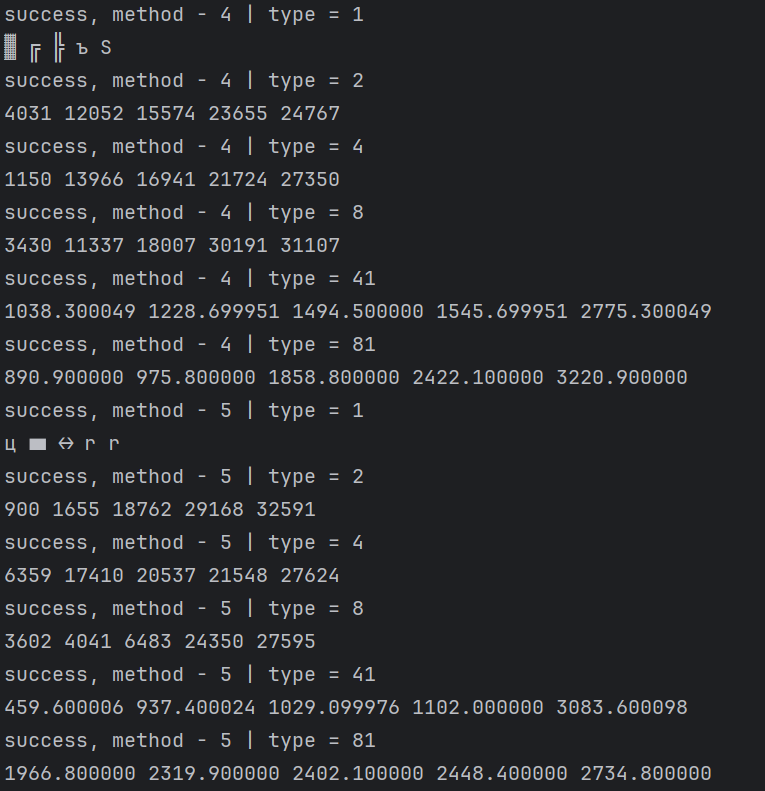 success, method - 4 | type = 1
▓ ╔ ╠ ъ S
success, method - 4 | type = 2
4031 12052 15574 23655 24767
success, method - 4 | type = 4
1150 13966 16941 21724 27350
success, method - 4 | type = 8
3430 11337 18007 30191 31107
success, method - 4 | type = 41
1038.300049 1228.699951 1494.500000 1545.699951 2775.300049
success, method - 4 | type = 81
890.900000 975.800000 1858.800000 2422.100000 3220.900000
success, method - 5 | type = 1
ц ▬ ↔ r r
success, method - 5 | type = 2
900 1655 18762 29168 32591
success, method - 5 | type = 4
6359 17410 20537 21548 27624
success, method - 5 | type = 8
3602 4041 6483 24350 27595
success, method - 5 | type = 41
459.600006 937.400024 1029.099976 1102.000000 3083.600098
success, method - 5 | type = 81
1966.800000 2319.900000 2402.100000 2448.400000 2734.800000